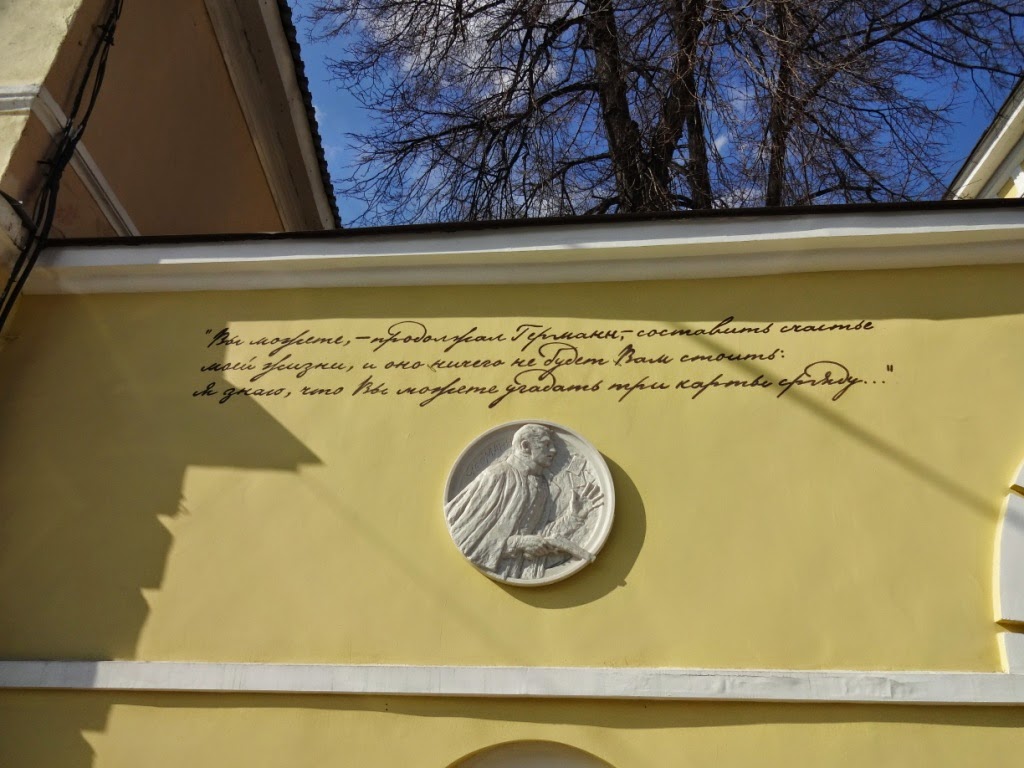 "Вы можете, – продолжал Германн, – составить счастье
моей жизни, и оно ничего не будет Вам стоить:
я знаю, что Вы можете угадать три карты сряду..."